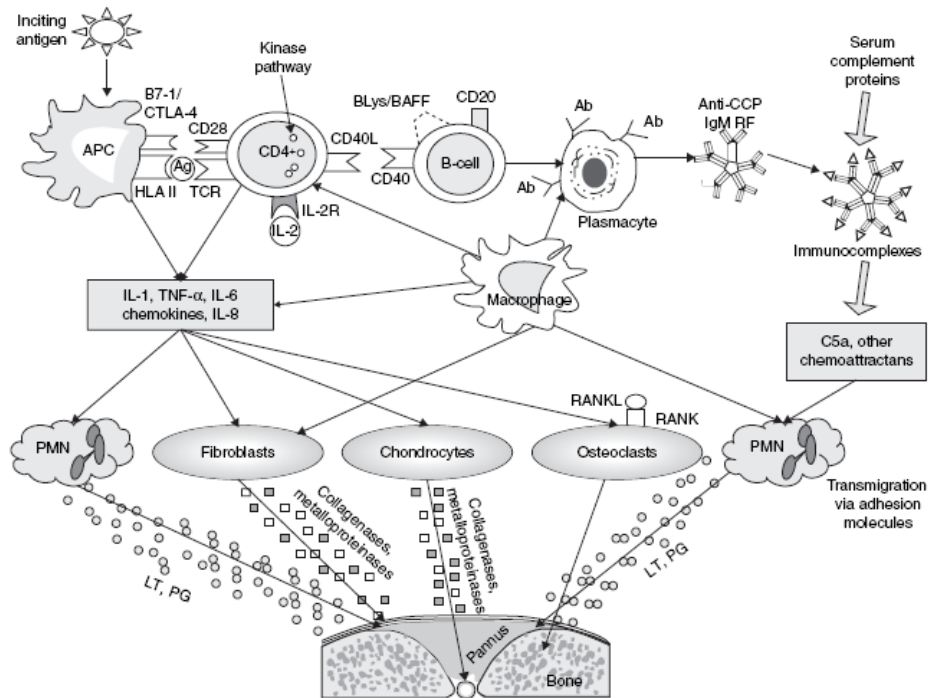 Inciting
antigen
Kinase
pathway
Serum
complement
proteins
B7-1/
CTLA-4
CD28
BLys/BAFF
CD20
Ab
Ab
Anti-CCP
IgM RF
APC
Ag
CD4+
CD40L
B-cell
CD40
Ab
HLA II
TCR
IL-2R
IL-2
Plasmacyte
Immunocomplexes
Macrophage
IL-1, TNF-α, IL-6
chemokines, IL-8
C5a, other
chemoattractans
RANKL
RANK
PMN
Fibroblasts
Chondrocytes
Osteoclasts
PMN
Transmigration
via adhesion
molecules
Collagenases,
metalloproteinases
Collagenases,
metalloproteinases
LT, PG
LT, PG
Pannus
Bone